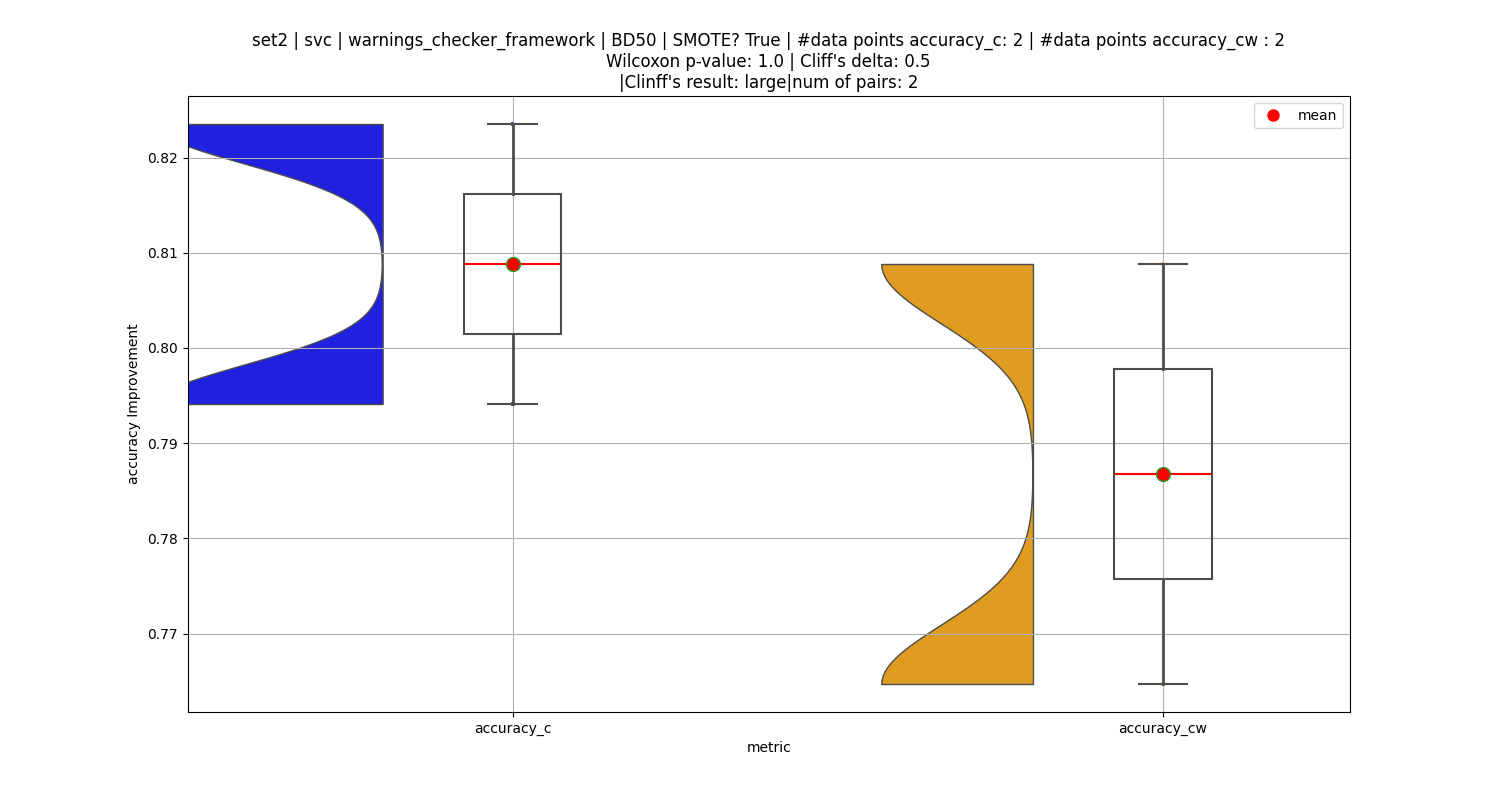 set2 | svc | warnings_checker_framework | BD50 | SMOTE? True | #data points accuracy_c: 2 | #data points accuracy_cw : 2
Wilcoxon p-value: 1.0 | Cliff's delta: 0.5
|Clinff's result: large|num of pairs: 2
mean
0.82
0.81
0.80
0.79
0.78
0.77
accuracy Improvement
accuracy_c
accuracy_cw
metric